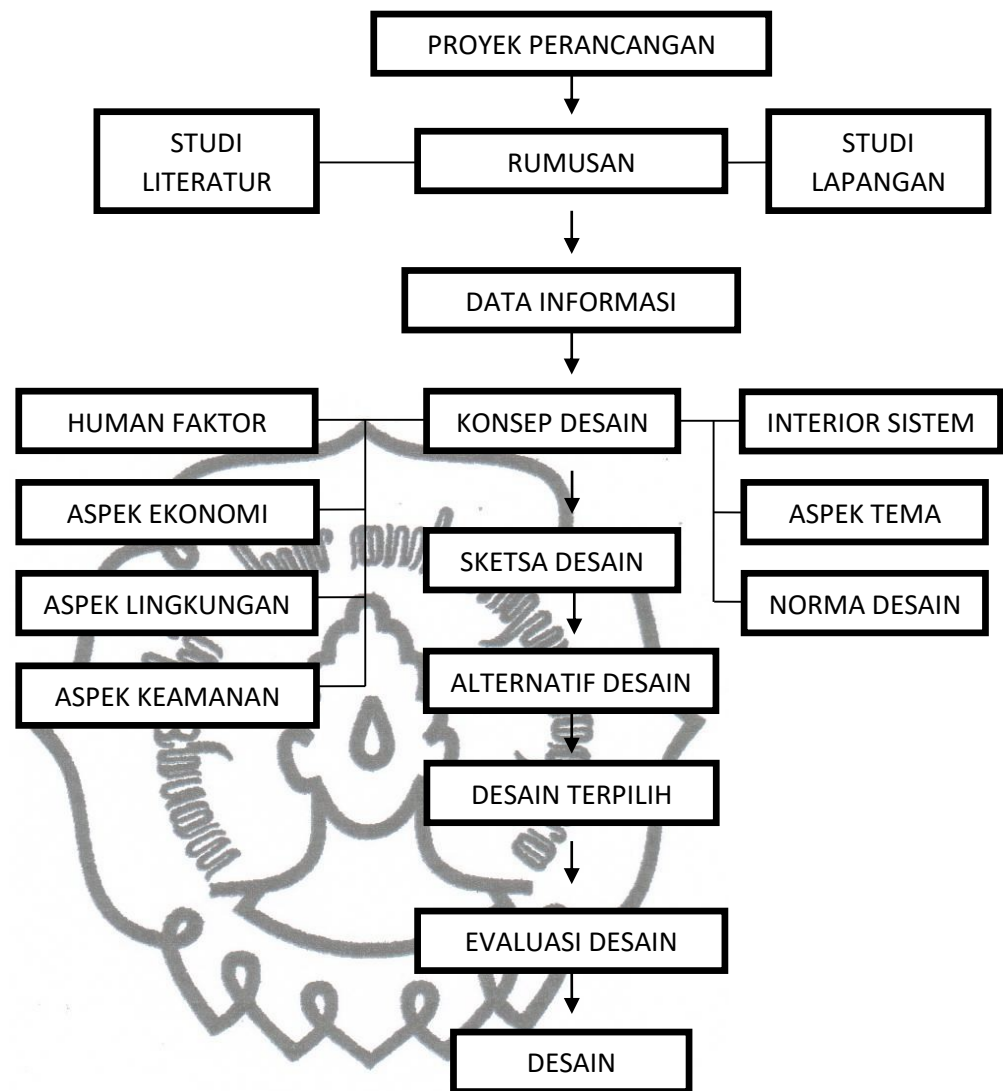 PROYEK PERANCANGAN
STUDI
LITERATUR
RUMUSAN
STUDI
LAPANGAN
DATA INFORMASI
HUMAN FAKTOR
KONSEP DESAIN
INTERIOR SISTEM
ASPEK EKONOMI
ASPEK TEMA
SKETSA DESAIN
ASPEK LINGKUNGAN
NORMA DESAIN
ASPEK KEAMANAN
ALTERNATIF DESAIN
DESAIN TERPILIH
EVALUASI DESAIN
DESAIN